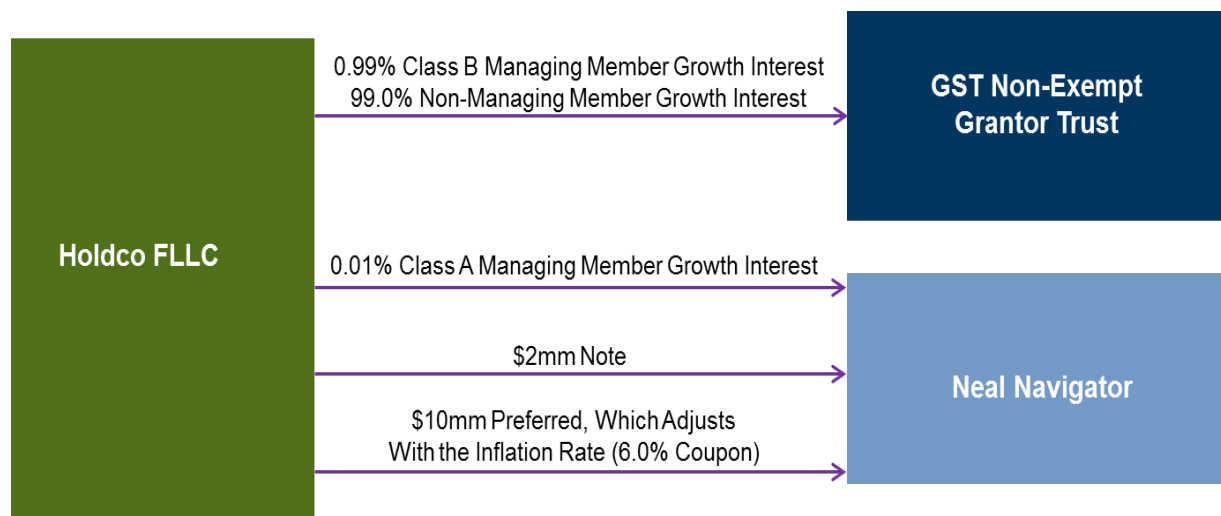 0.99% Class B Managing Member Growth Interest
99.0% Non-Managing Member Growth Interest
GST Non-Exempt
Grantor Trust
Holdco FLLC
0.01% Class A Managing Member Growth Interest
$2mm Note
Neal Navigator
$10mm Preferred, Which Adjusts
With the Inflation Rate (6.0% Coupon)